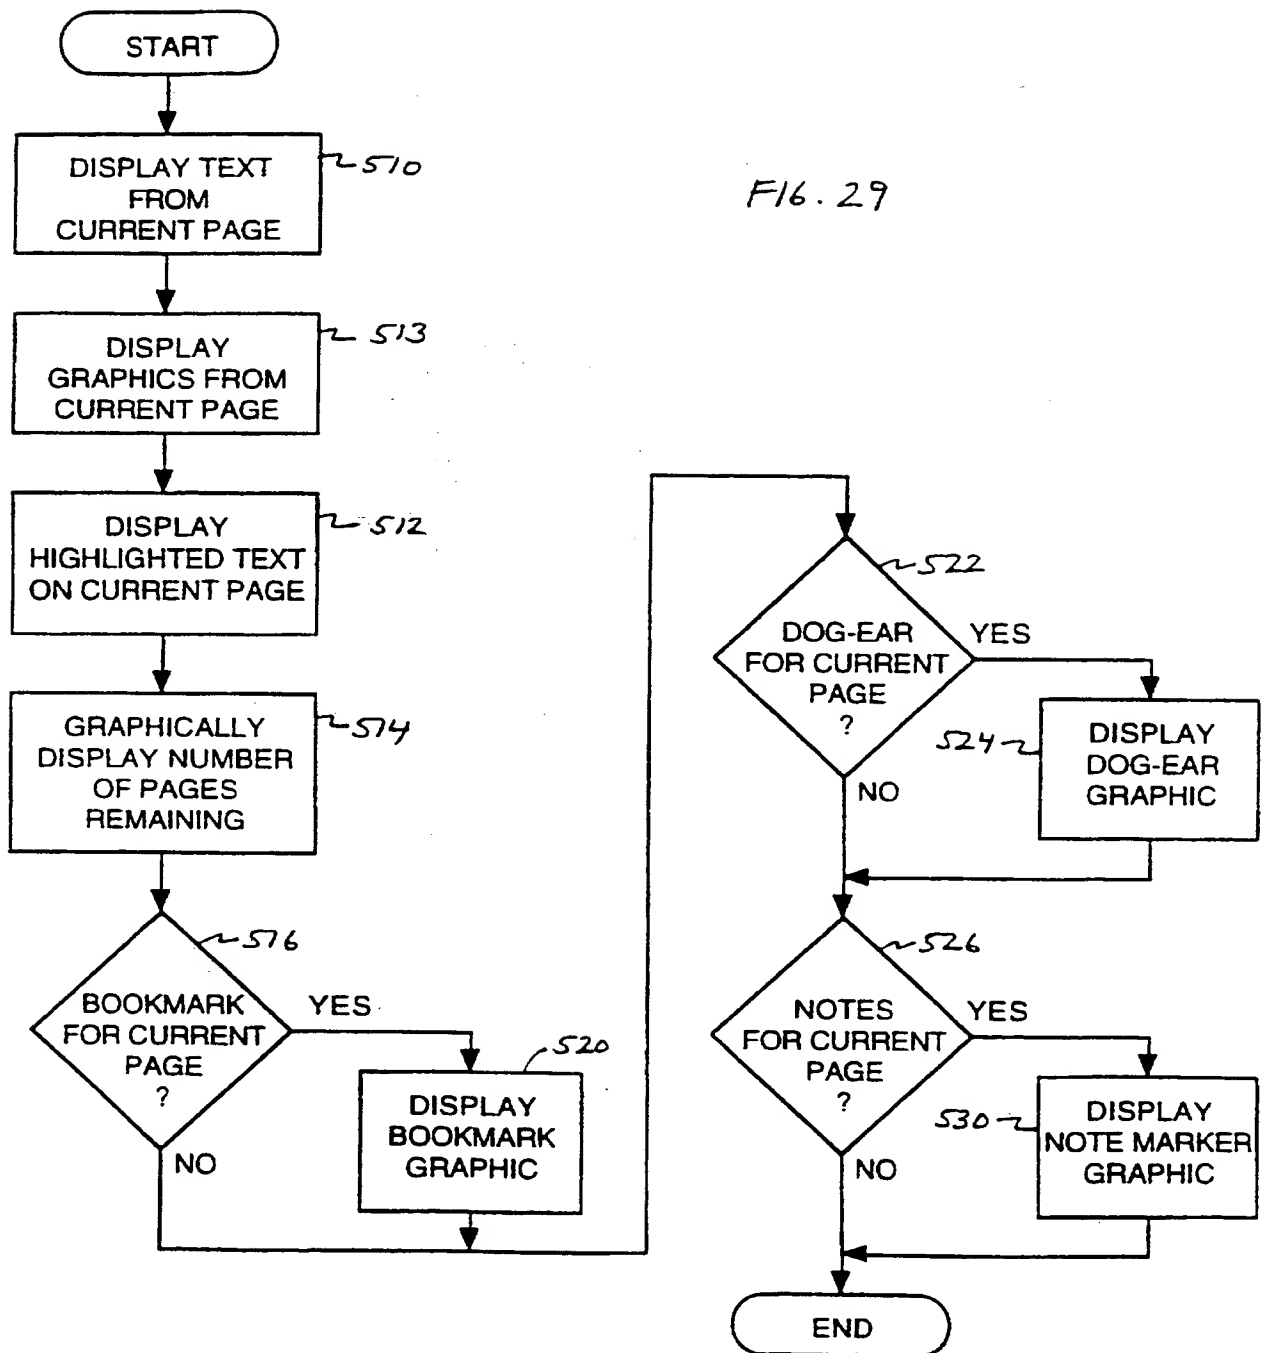 START
DISPLAY TEXT
FROM
CURRENT PAGE
510
FIG. 29
DISPLAY
GRAPHICS FROM
CURRENT PAGE
513
DISPLAY
HIGHLIGHTED TEXT
ON CURRENT PAGE
512
GRAPHICALLY
DISPLAY NUMBER
OF PAGES
REMAINING
514
BOOKMARK
FOR CURRENT
PAGE
?
516
YES
NO
520
DISPLAY
BOOKMARK
GRAPHIC
522
DOG-EAR
FOR CURRENT
PAGE
?
YES
NO
524
DISPLAY
DOG-EAR
GRAPHIC
526
NOTES
FOR CURRENT
PAGE
?
YES
NO
530
DISPLAY
NOTE MARKER
GRAPHIC
END